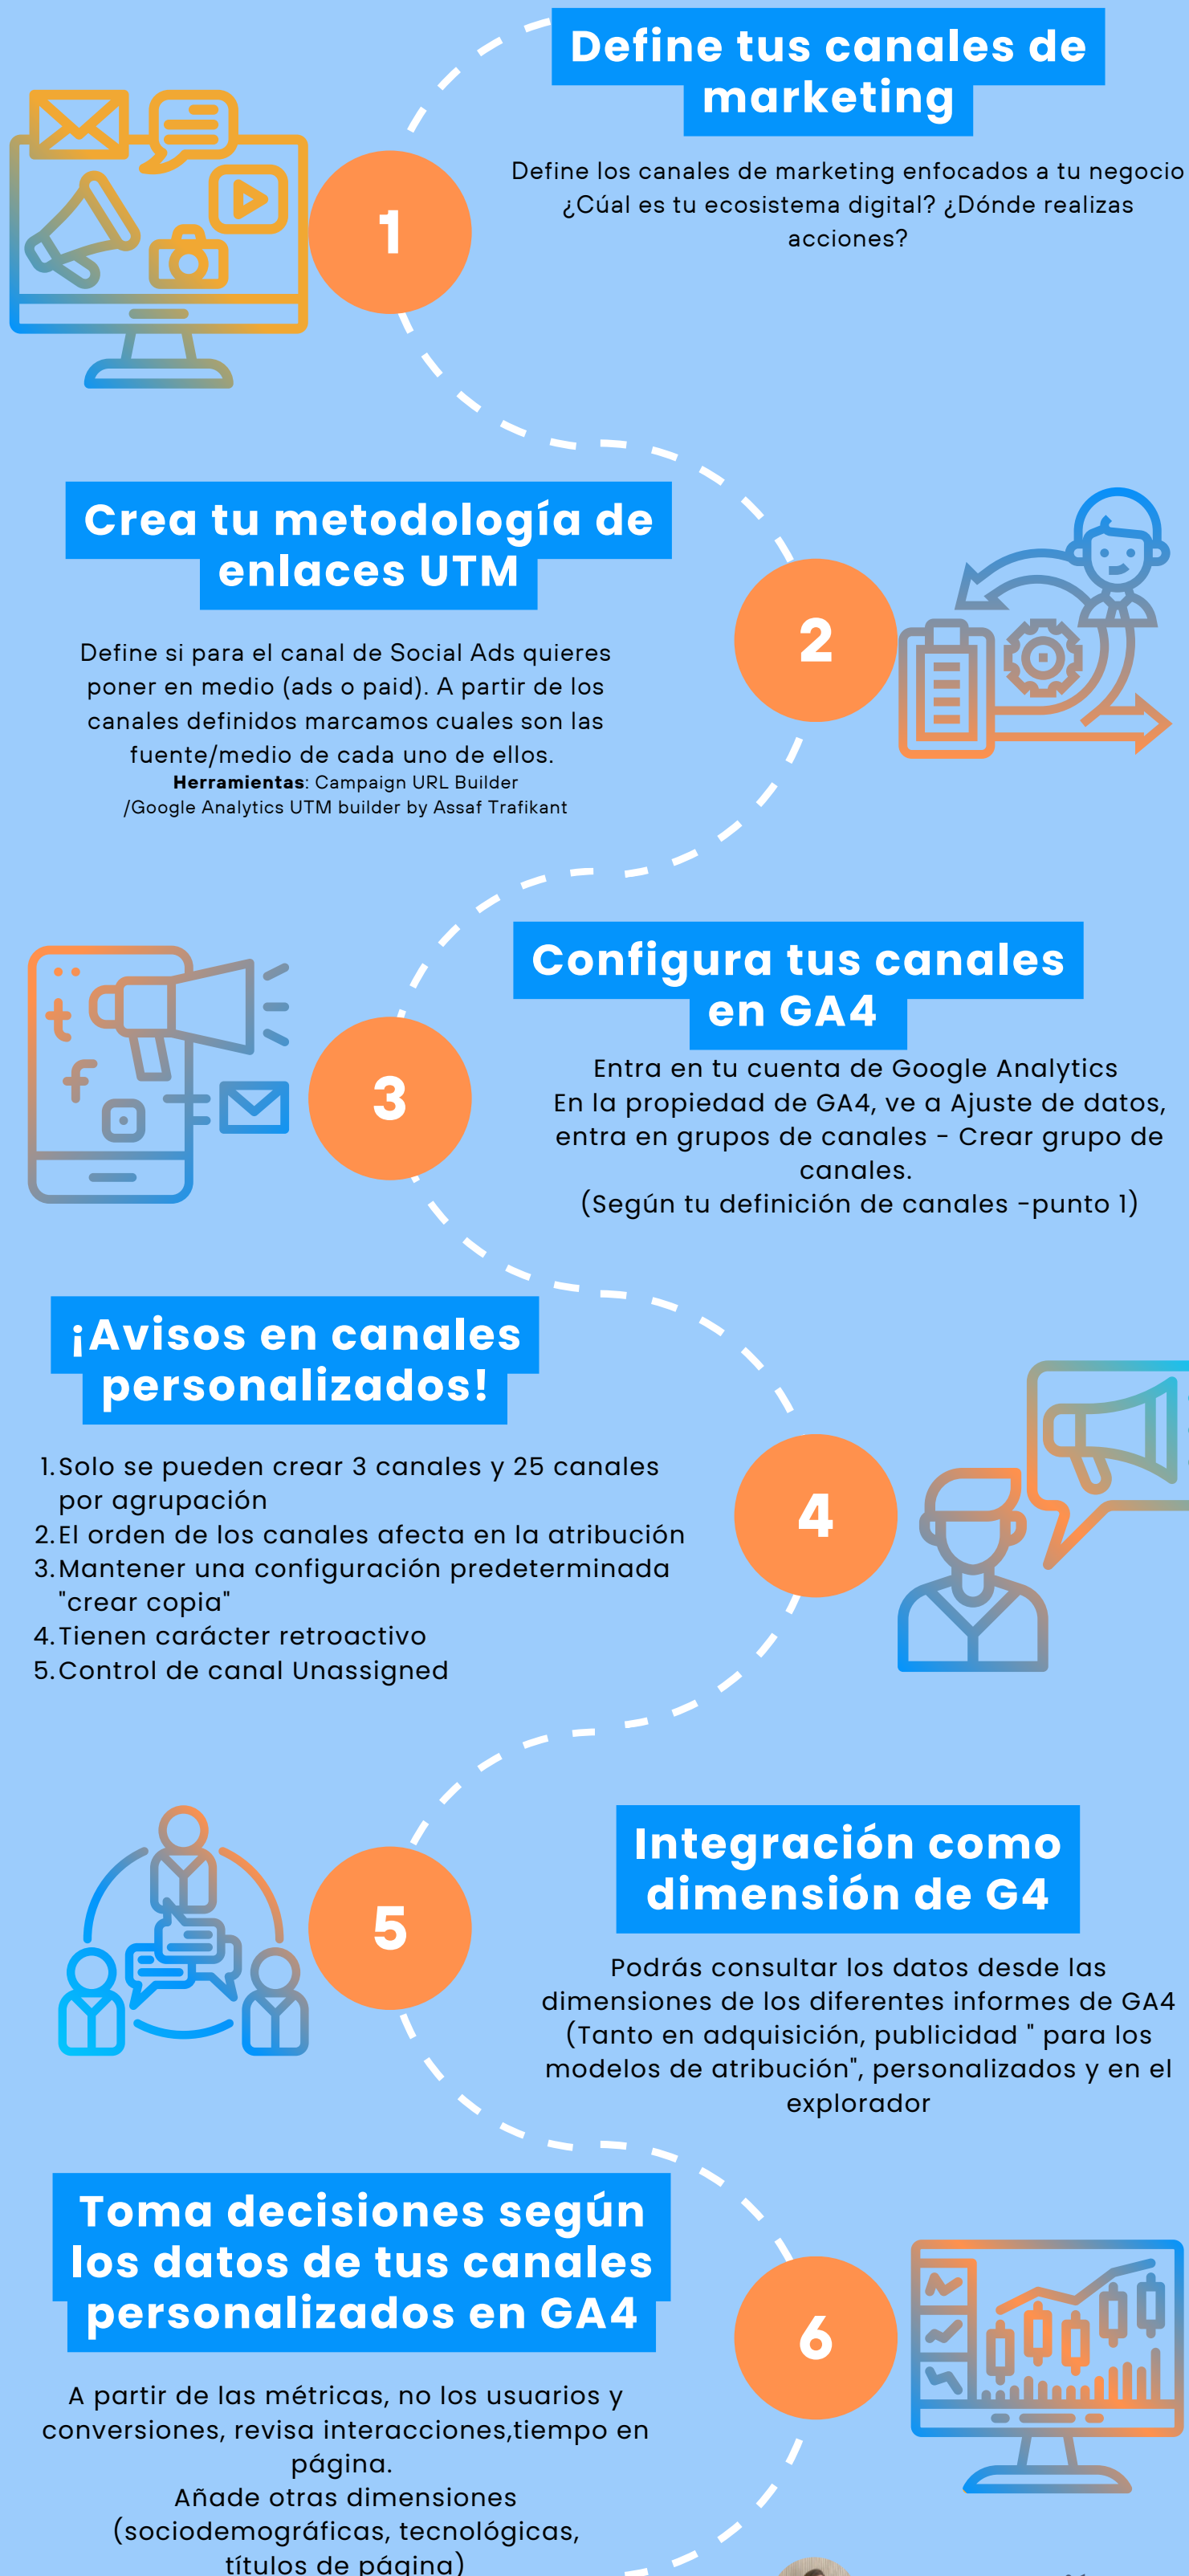 Define tus canales de
marketing
Define los canales de marketing enfocados a tu negocio
¿Cúal es tu ecosistema digital? ¿Dónde realizas
acciones?
1
Crea tu metodología de
enlaces UTM
Define si para el canal de Social Ads quieres
poner en medio (ads o paid). A partir de los
canales definidos marcamos cuales son las
fuente/medio de cada uno de ellos.
Herramientas: Campaign URL Builder
/Google Analytics UTM builder by Assaf Trafikant
2
Configura tus canales
en GA4
Entra en tu cuenta de Google Analytics
En la propiedad de GA4, ve a Ajuste de datos,
entra en grupos de canales - Crear grupo de
canales.
(Según tu definición de canales -punto 1)
3
t
f
¡Avisos en canales
personalizados!
1. Solo se pueden crear 3 canales y 25 canales
por agrupación
2. El orden de los canales afecta en la atribución
3. Mantener una configuración predeterminada
"crear copia"
4. Tienen carácter retroactivo
5. Control de canal Unassigned
4
Integración como
dimensión de G4
Podrás consultar los datos desde las
dimensiones de los diferentes informes de GA4
(Tanto en adquisición, publicidad " para los
modelos de atribución", personalizados y en el
explorador
5
Toma decisiones según
los datos de tus canales
personalizados en GA4
A partir de las métricas, no los usuarios y
conversiones, revisa interacciones,tiempo en
página.
Añade otras dimensiones
(sociodemográficas, tecnológicas,
títulos de página)
6